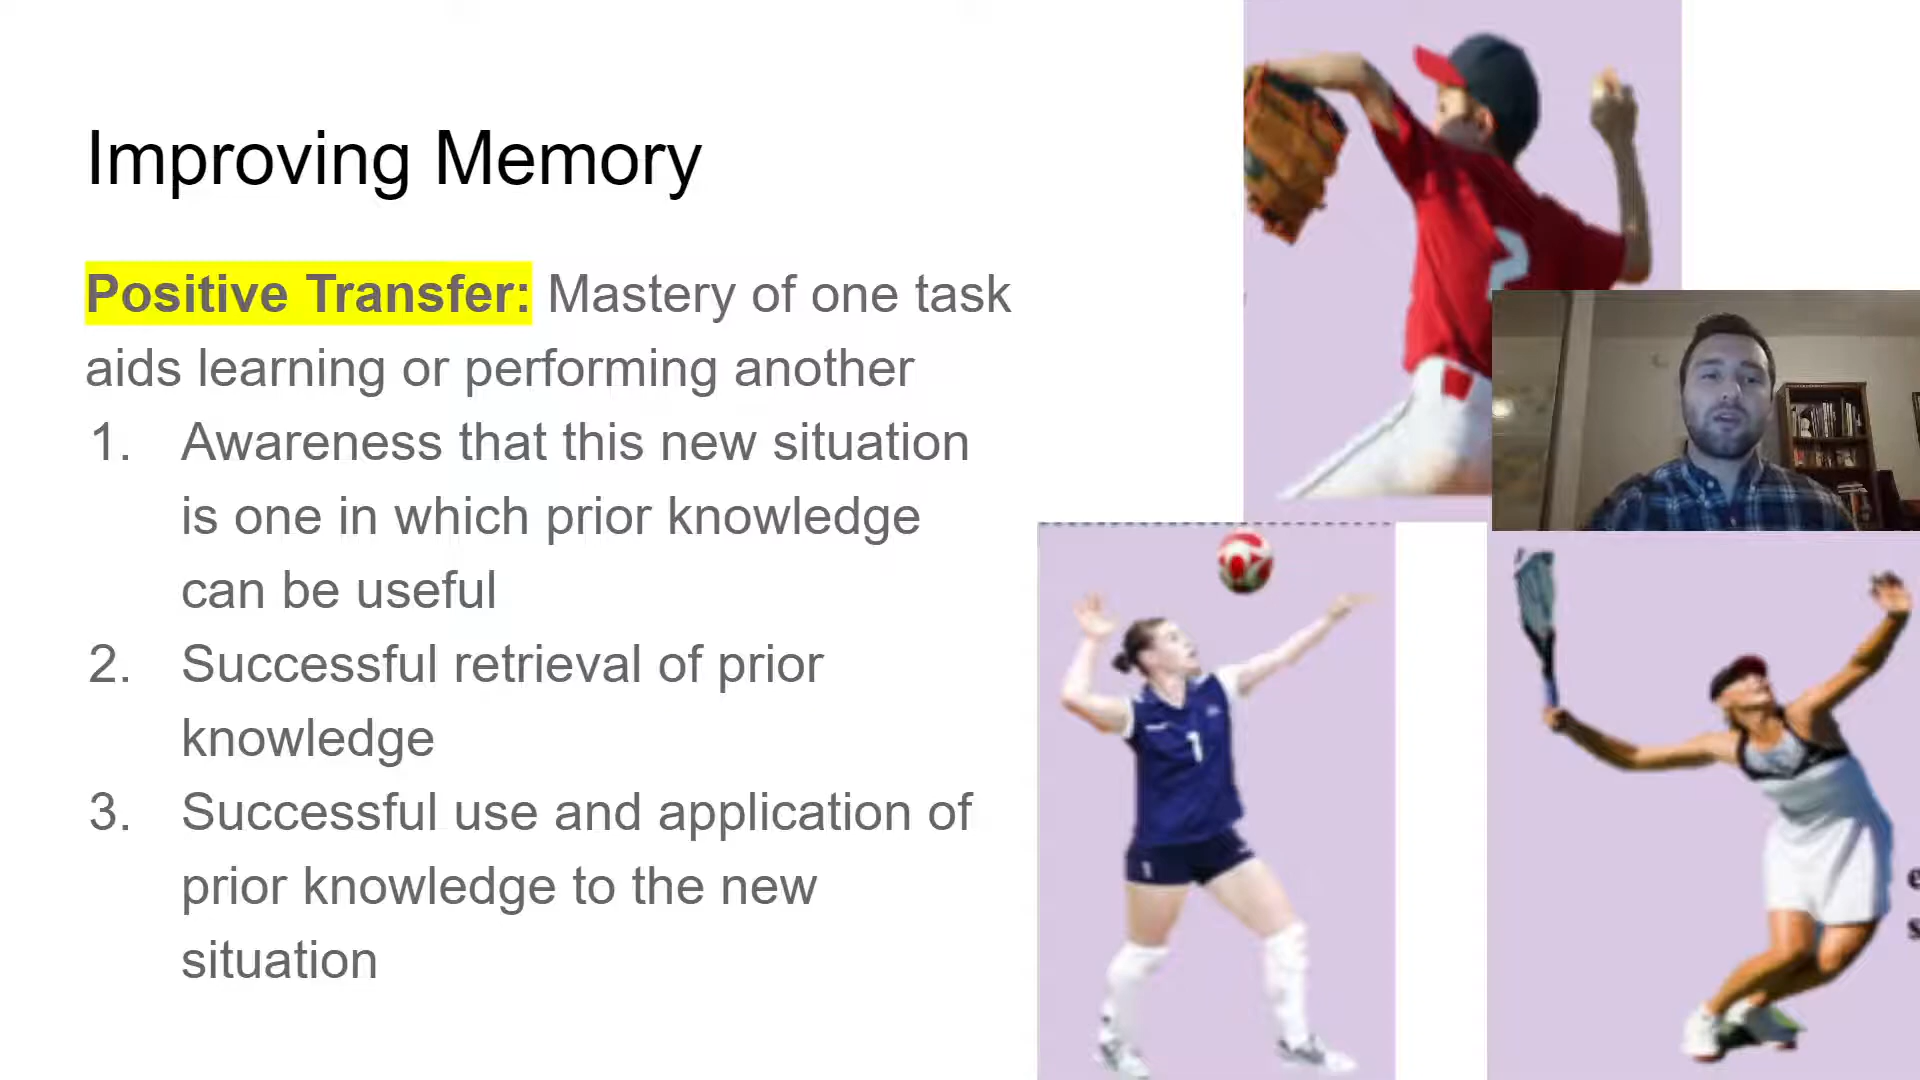 Improving Memory
Positive Transfer: Mastery of one task
aids learning or performing another
1. Awareness that this new situation
is one in which prior knowledge
can be useful
2. Successful retrieval of prior
knowledge
3. Successful use and application of
prior knowledge to the new
situation
2
1
e
s